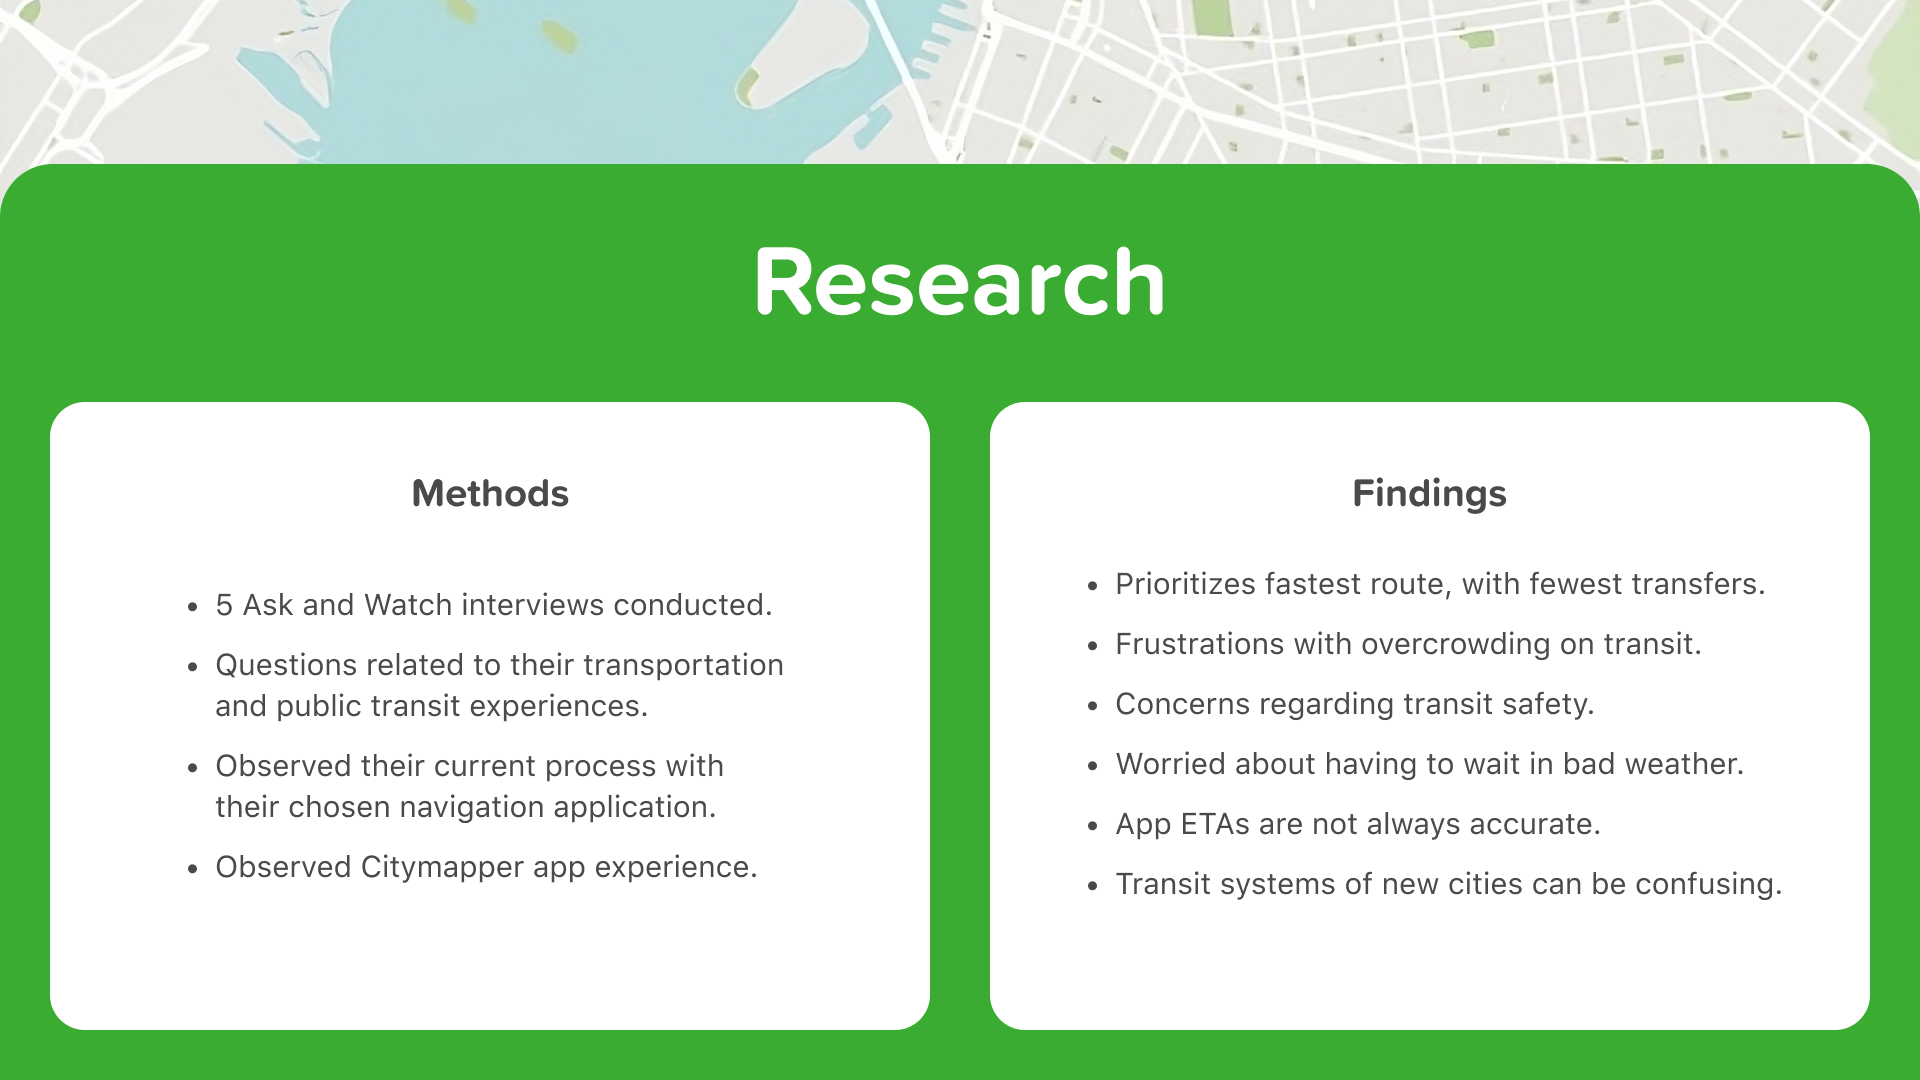 Research
Methods
• 5 Ask and Watch interviews conducted.
• Questions related to their transportation
and public transit experiences.
• Observed their current process with
their chosen navigation application.
• Observed Citymapper app experience.
Findings
• Prioritizes fastest route, with fewest transfers.
• Frustrations with overcrowding on transit.
• Concerns regarding transit safety.
• Worried about having to wait in bad weather.
• App ETAs are not always accurate.
• Transit systems of new cities can be confusing.